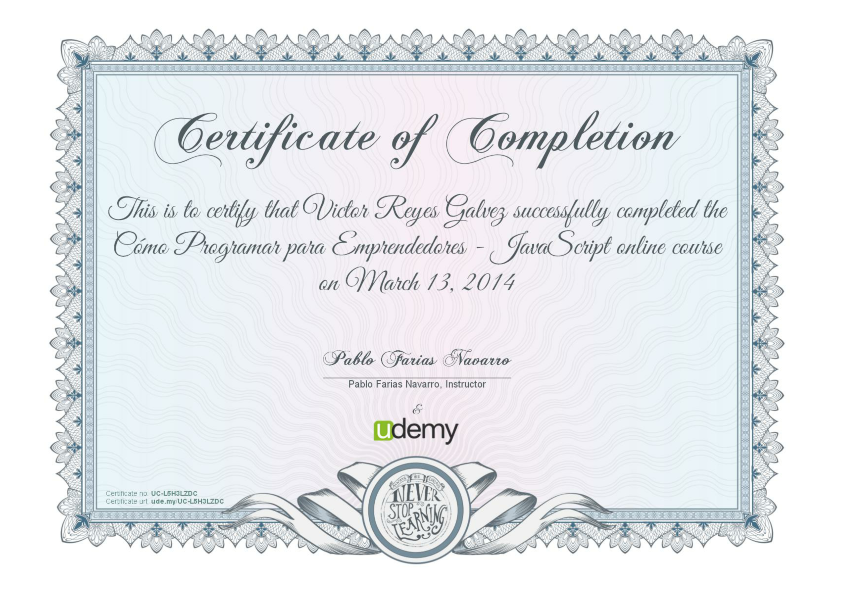 Certificate of Completion
This is to certify that Victor Reyes Galvez successfully completed the
Cómo Programar para Emprendedores - JavaScript online course
on March 13, 2014
Pablo Farias Navarro
Pablo Farias Navarro, Instructor
&
udemy
NEVER
STOP
LEARNING
Certificate no: UC-L5H3LZDC
Certificate url: ude.my/UC-L5H3LZDC